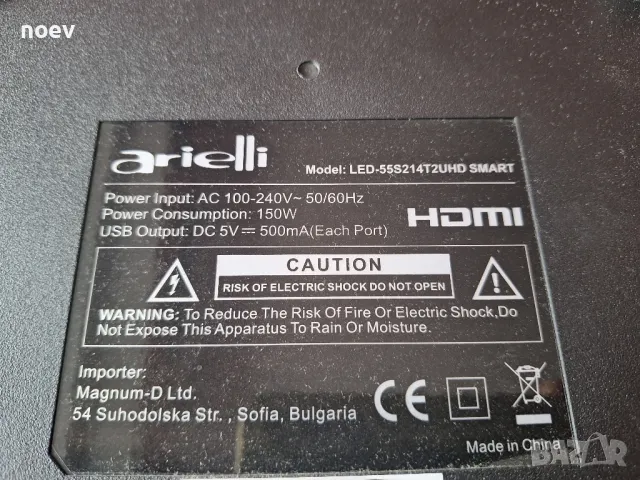 noev
arielli
Model: LED-55S214T2UHD SMART
Power Input: AC 100-240V~ 50/60Hz
Power Consumption: 150W
USB Output: DC 5V⎓ 500mA(Each Port)
HDMI
CAUTION
RISK OF ELECTRIC SHOCK DO NOT OPEN
WARNING: To Reduce The Risk Of Fire Or Electric Shock,Do
Not Expose This Apparatus To Rain Or Moisture.
Importer:
Magnum-D Ltd.
54 Suhodolska Str. , Sofia, Bulgaria
CE
Made in China
BAZAR